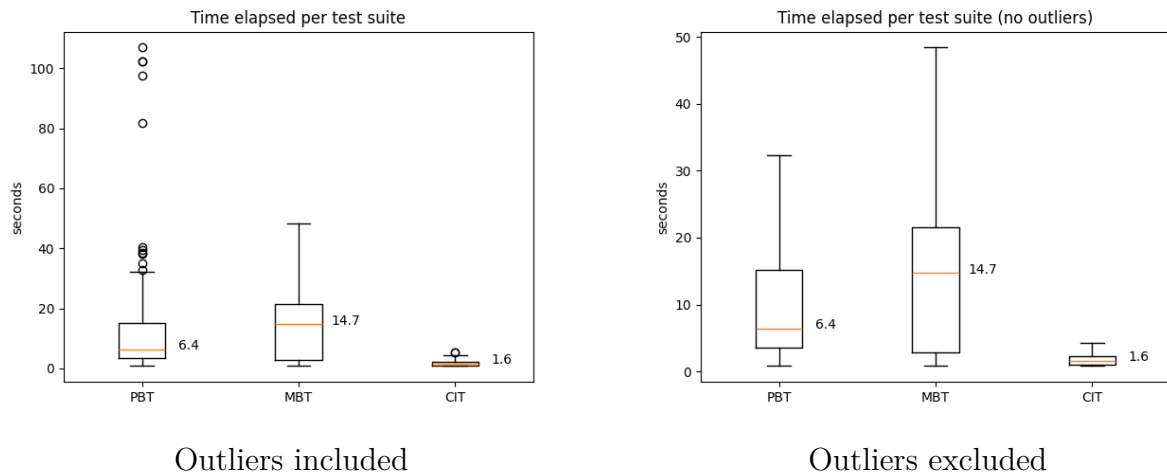 Time elapsed per test suite
seconds
100
80
60
40
20
0
6.4
14.7
1.6
PBT MBT CIT
Outliers included
Time elapsed per test suite (no outliers)
seconds
50
40
30
20
10
0
6.4
14.7
1.6
PBT MBT CIT
Outliers excluded